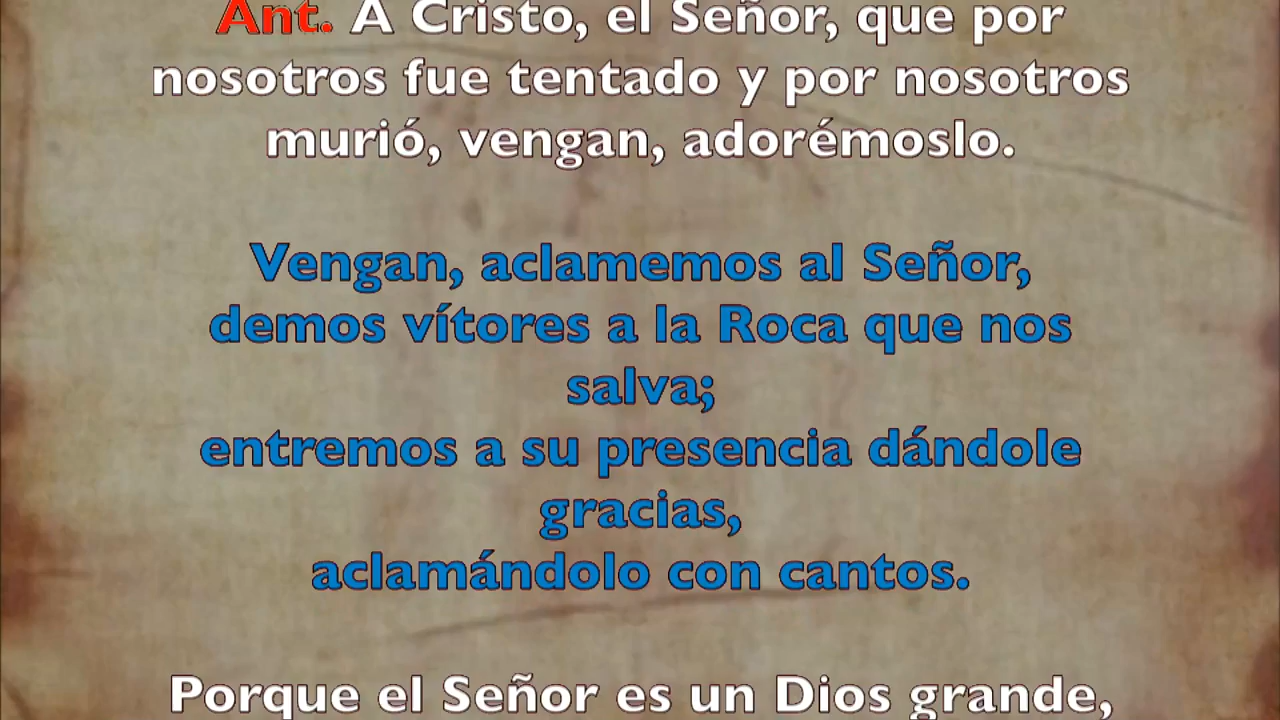 Ant. A Cristo, el Señor, que por
nosotros fue tentado y por nosotros
murió, vengan, adorémoslo.
Vengan, aclamemos al Señor,
demos vítores a la Roca que nos
salva;
entremos a su presencia dándole
gracias,
aclamándolo con cantos.
Porque el Señor es un Dios grande,